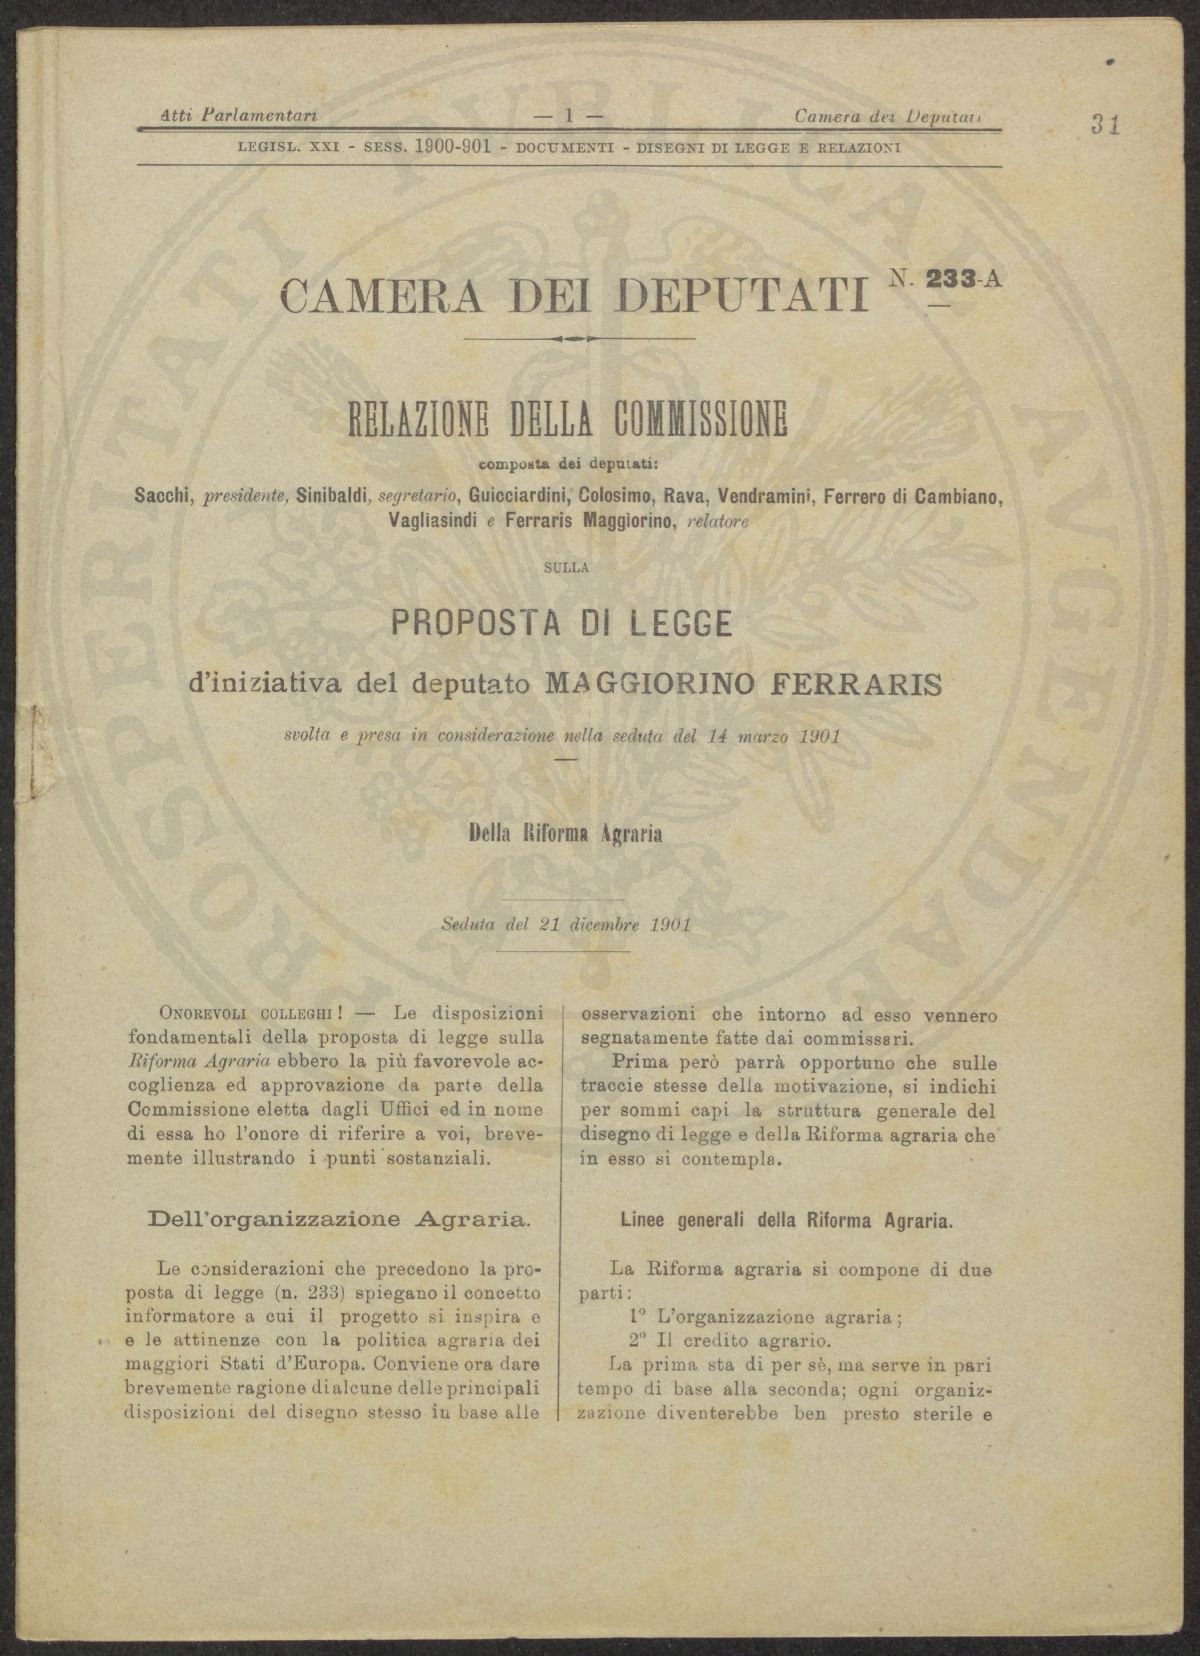 Atti Parlamentari — 1 — Camera dei Deputati
31
LEGISL. XXI - SESS. 1900-901 - DOCUMENTI - DISEGNI DI LEGGE E RELAZIONI
CAMERA DEI DEPUTATI N. 233-A
RELAZIONE DELLA COMMISSIONE
composta dei deputati:
Sacchi, presidente, Sinibaldi, segretario, Guicciardini, Colosimo, Rava, Vendramini, Ferrero di Cambiano,
Vagliasindi e Ferraris Maggiorino, relatore
SULLA
PROPOSTA DI LEGGE
d'iniziativa del deputato MAGGIORINO FERRARIS
svolta e presa in considerazione nella seduta del 14 marzo 1901
Della Riforma Agraria
Seduta del 21 dicembre 1901
ONOREVOLI COLLEGHI! — Le disposizioni
fondamentali della proposta di legge sulla
Riforma Agraria ebbero la più favorevole ac-
coglienza ed approvazione da parte della
Commissione eletta dagli Uffici ed in nome
di essa ho l'onore di riferire a voi, breve-
mente illustrando i punti sostanziali.
Dell'organizzazione Agraria.
Le considerazioni che precedono la pro-
posta di legge (n. 233) spiegano il concetto
informatore a cui il progetto si inspira e
e le attinenze con la politica agraria dei
maggiori Stati d'Europa. Conviene ora dare
brevemente ragione di alcune delle principali
disposizioni del disegno stesso in base alle
osservazioni che intorno ad esso vennero
segnatamente fatte dai commissari.
Prima però parrà opportuno che sulle
traccie stesse della motivazione, si indichi
per sommi capi la struttura generale del
disegno di legge e della Riforma agraria che
in esso si contempla.
Linee generali della Riforma Agraria.
La Riforma agraria si compone di due
parti:
1° L'organizzazione agraria;
2° Il credito agrario.
La prima sta di per sè, ma serve in pari
tempo di base alla seconda; ogni organiz-
zazione diventerebbe ben presto sterile e
PROSPERITATI PVBLICAE AVGENDAE